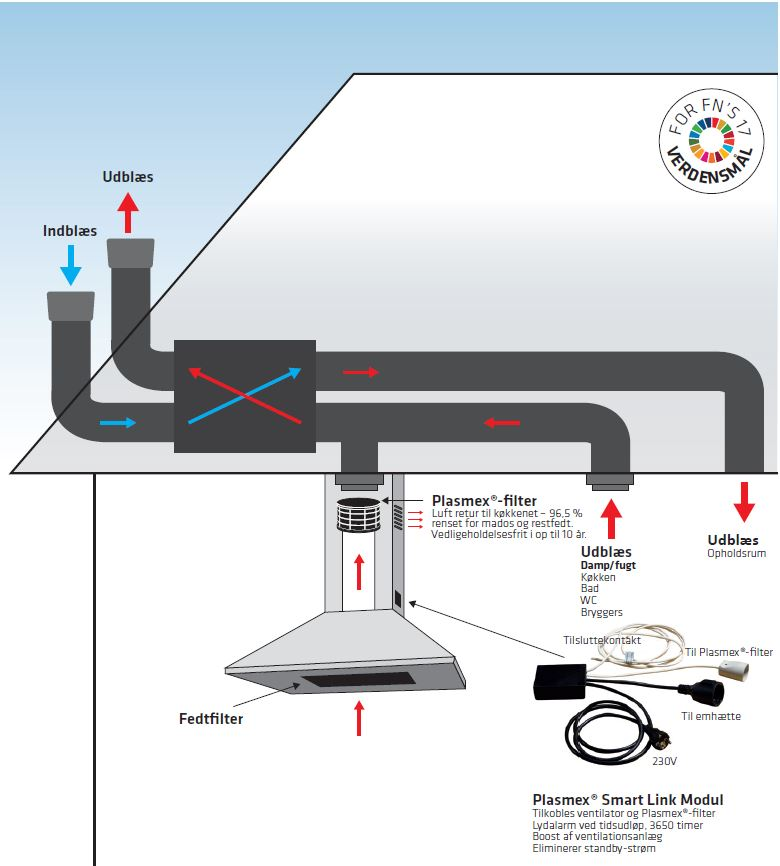 FOR FN'S 17
VERDENSMÅL
Udblæs
Indblæs
Plasmex®-filter
Luft retur til køkkenet – 96,5 %
renset for mados og restfedt.
Vedligeholdelsesfrit i op til 10 år.
Udblæs
Damp/fugt
Køkken
Bad
WC
Bryggers
Udblæs
Opholdsrum
Tilsluttekontakt
Til Plasmex®-filter
Fedtfilter
Til emhætte
230V
Plasmex® Smart Link Modul
Tilkobles ventilator og Plasmex®-filter
Lydalarm ved tidsudløp, 3650 timer
Boost af ventilationsanlæg
Eliminerer standby-strøm